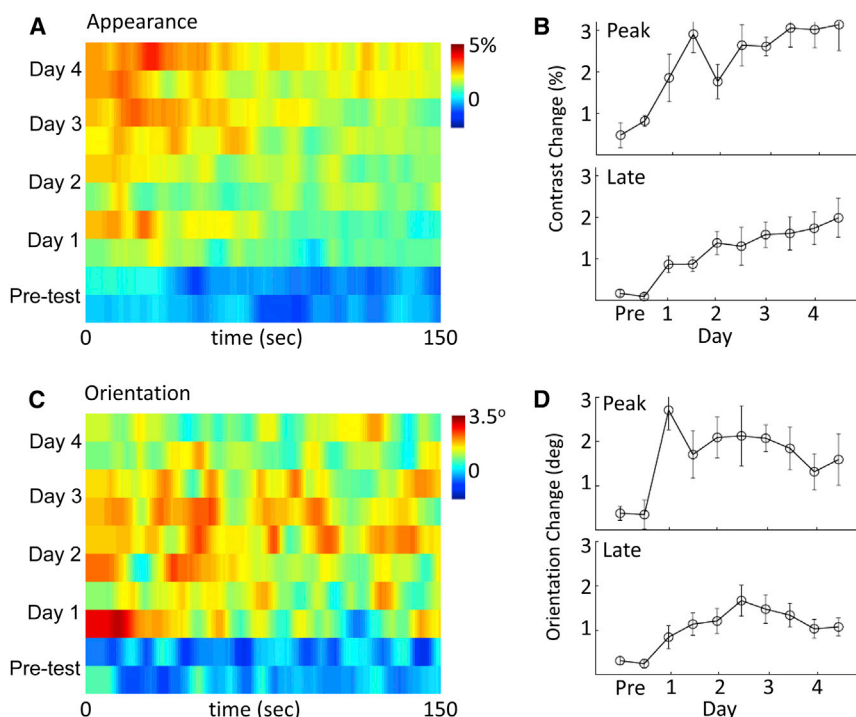 A Appearance
5%
0
Day 4
Day 3
Day 2
Day 1
Pre-test
0 time (sec) 150
B
Contrast Change (%)
Peak
3
2
1
Late
3
2
1
Pre 1 2 3 4
Day
C Orientation
3.5º
0
Day 4
Day 3
Day 2
Day 1
Pre-test
0 time (sec) 150
D
Orientation Change (deg)
Peak
3
2
1
Late
3
2
1
Pre 1 2 3 4
Day